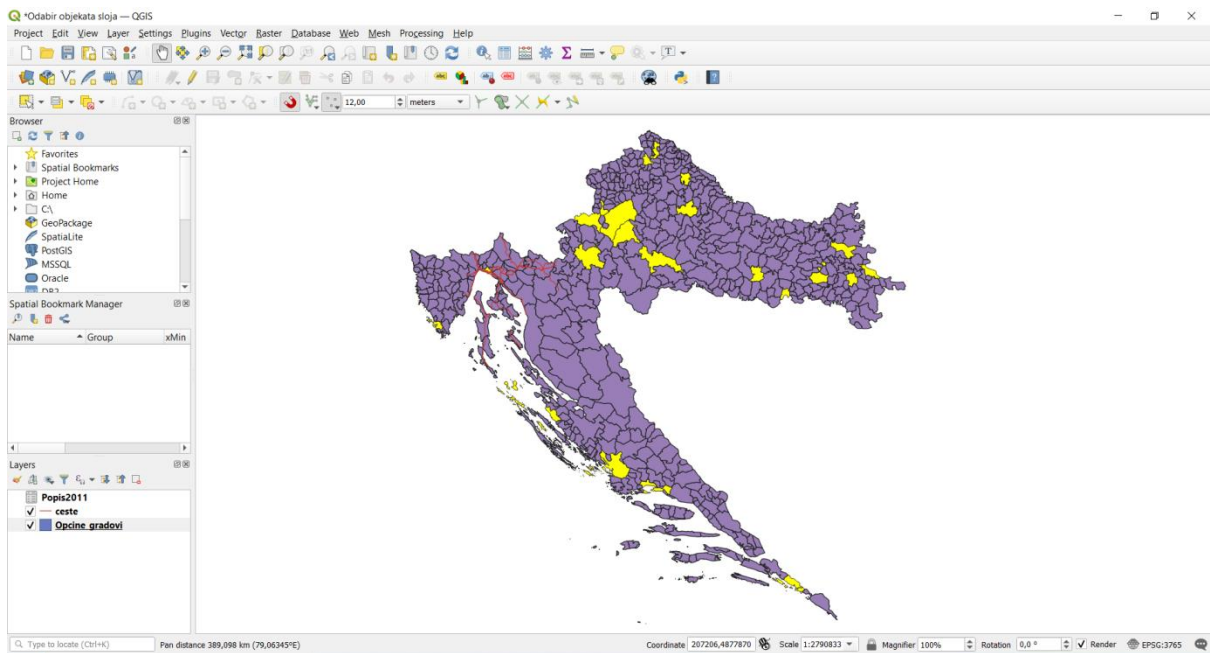 *Odabir objekata sloja — QGIS
Project Edit View Layer Settings Plugins Vector Raster Database Web Mesh Processing Help
12,00 meters
Browser
Favorites
Spatial Bookmarks
Project Home
Home
C:\
GeoPackage
SpatiaLite
PostGIS
MSSQL
Oracle
DB2
Spatial Bookmark Manager
Name Group xMin
Layers
Popis2011
ceste
Opcine_gradovi
Type to locate (Ctrl+K) Pan distance 389,098 km (79,06345°E) Coordinate 207206,4877870 Scale 1:2790833 Magnifier 100% Rotation 0,0 ° Render EPSG:3765